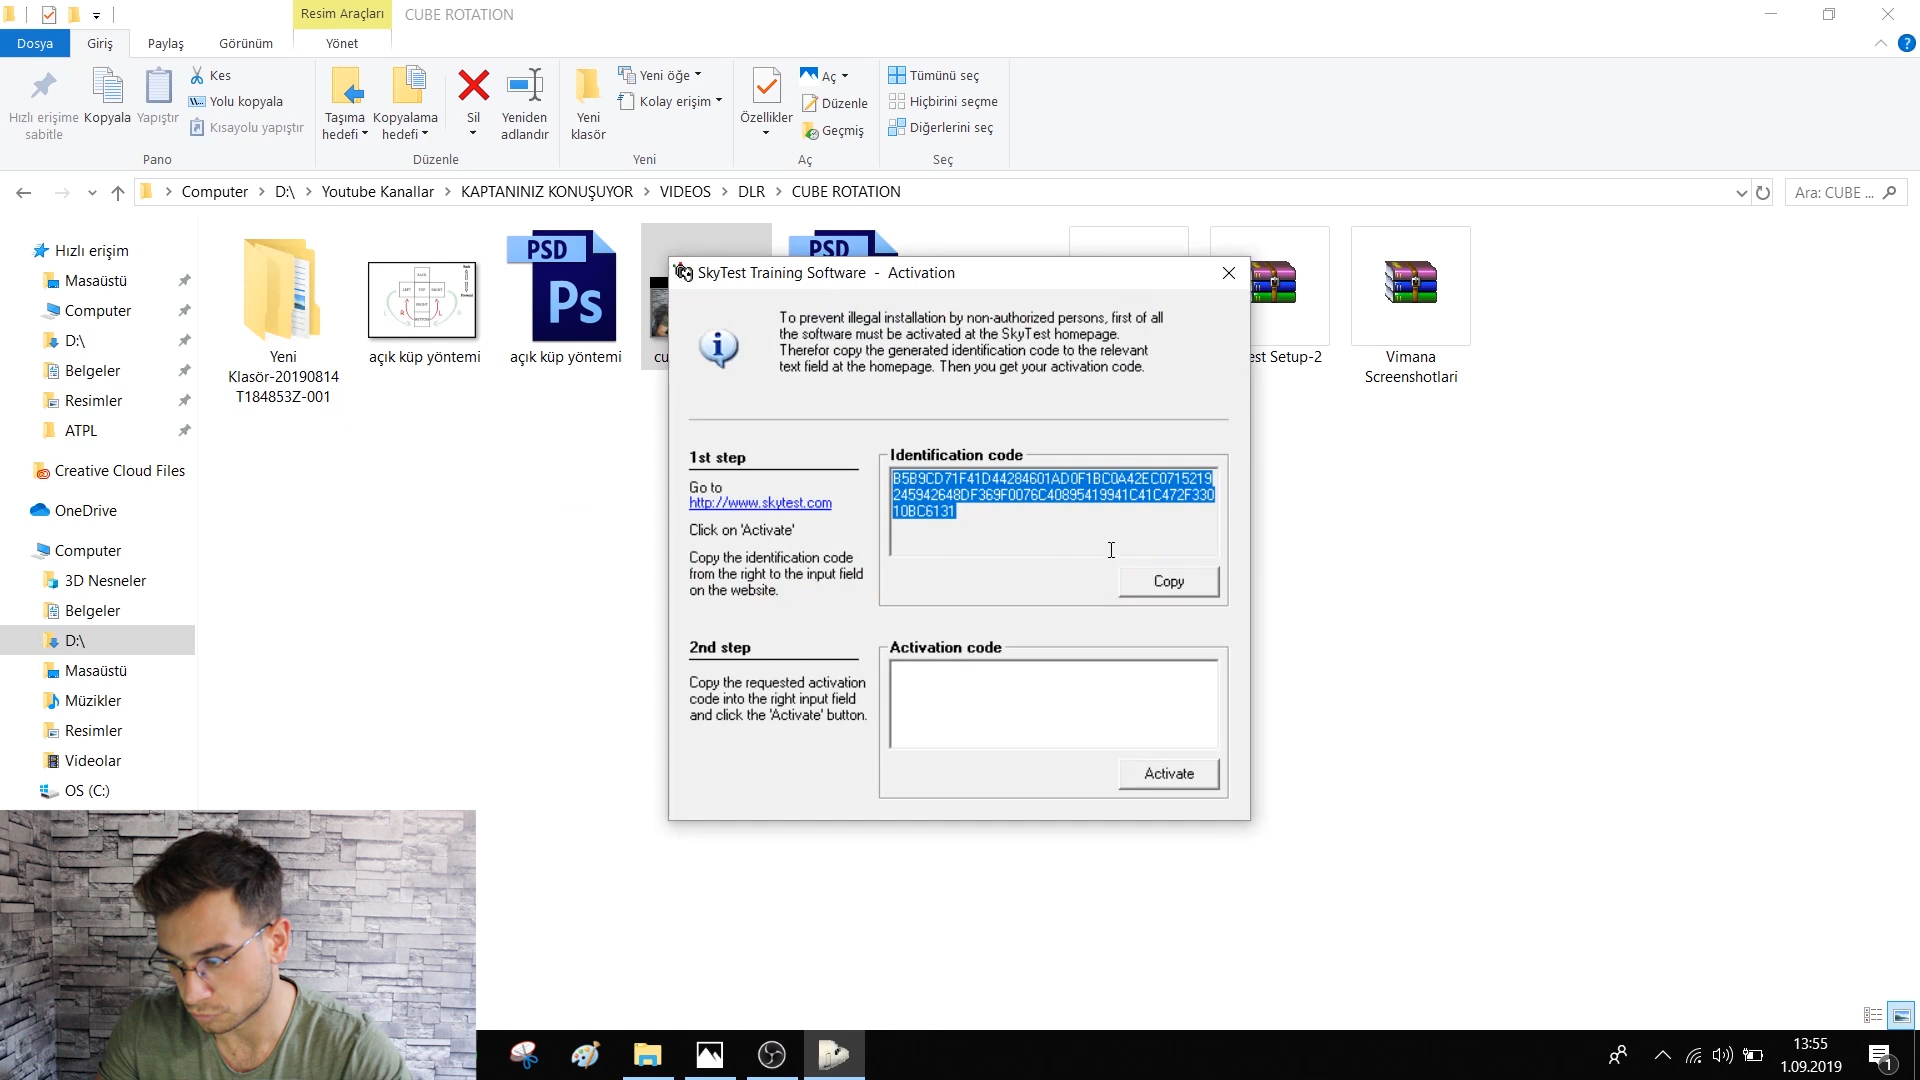 Resim Araçları
CUBE ROTATION
Dosya
Giriş
Paylaş
Görünüm
Yönet
Hızlı erişime
sabitle
Kopyala
Yapıştır
Kes
Yolu kopyala
Kısayolu yapıştır
Taşıma
hedefi
Kopyalama
hedefi
Sil
Yeniden
adlandır
Yeni
klasör
Yeni öğe
Kolay erişim
Özellikler
Aç
Düzenle
Geçmiş
Tümünü seç
Hiçbirini seçme
Diğerlerini seç
Pano
Düzenle
Yeni
Aç
Seç
Computer > D:\ > Youtube Kanallar > KAPTANINIZ KONUŞUYOR > VIDEOS > DLR > CUBE ROTATION
Ara: CUBE ...
Hızlı erişim
Masaüstü
Computer
D:\
Belgeler
Resimler
ATPL
Creative Cloud Files
OneDrive
Computer
3D Nesneler
Belgeler
D:\
Masaüstü
Müzikler
Resimler
Videolar
OS (C:)
Yeni
Klasör-20190814
T184853Z-001
açık küp yöntemi
PSD
Ps
açık küp yöntemi
cu
PSD
est Setup-2
Vimana
Screenshotlari
SkyTest Training Software - Activation
To prevent illegal installation by non-authorized persons, first of all
the software must be activated at the SkyTest homepage.
Therefor copy the generated identification code to the relevant
text field at the homepage. Then you get your activation code.
1st step
Go to
http://www.skytest.com
Click on 'Activate'
Copy the identification code
from the right to the input field
on the website.
Identification code
B5B9CD71F41D44284601AD0F1BC0A42EC0715219
245942648DF369F0076C40895419941C41C472F330
10BC6131
Copy
2nd step
Copy the requested activation
code into the right input field
and click the 'Activate' button.
Activation code
Activate
13:55
1.09.2019
1